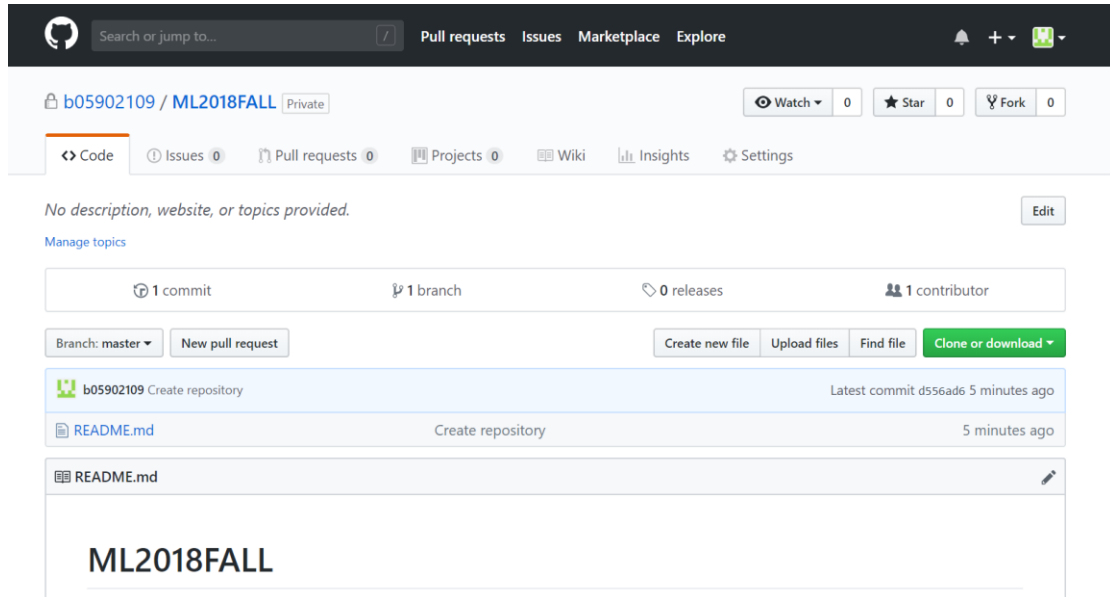 Search or jump to... / Pull requests Issues Marketplace Explore
b05902109 / ML2018FALL Private Watch 0 Star 0 Fork 0
Code Issues 0 Pull requests 0 Projects 0 Wiki Insights Settings
No description, website, or topics provided. Edit
Manage topics
1 commit 1 branch 0 releases 1 contributor
Branch: master New pull request Create new file Upload files Find file Clone or download
b05902109 Create repository Latest commit d556ad6 5 minutes ago
README.md Create repository 5 minutes ago
README.md
ML2018FALL